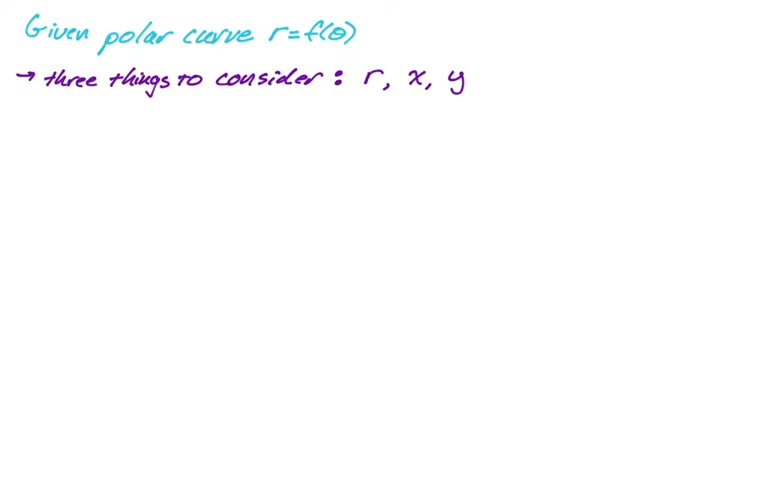 Given polar curve r=f(θ)
→ three things to consider: r, x, y